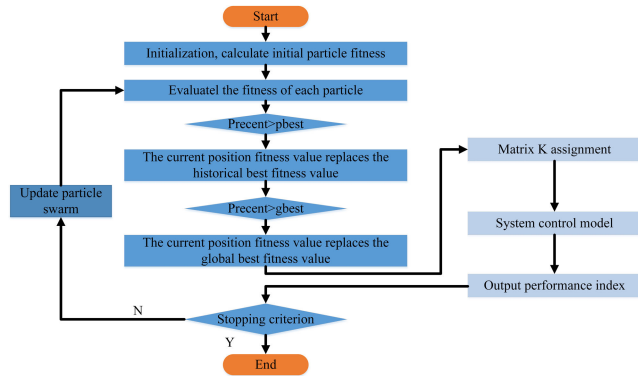 Start
Initialization, calculate initial particle fitness
Evaluatel the fitness of each particle
Precent>pbest
The current position fitness value replaces the
historical best fitness value
Precent>gbest
The current position fitness value replaces the
global best fitness value
Matrix K assignment
System control model
Output performance index
Update particle
swarm
Stopping criterion
N
Y
End